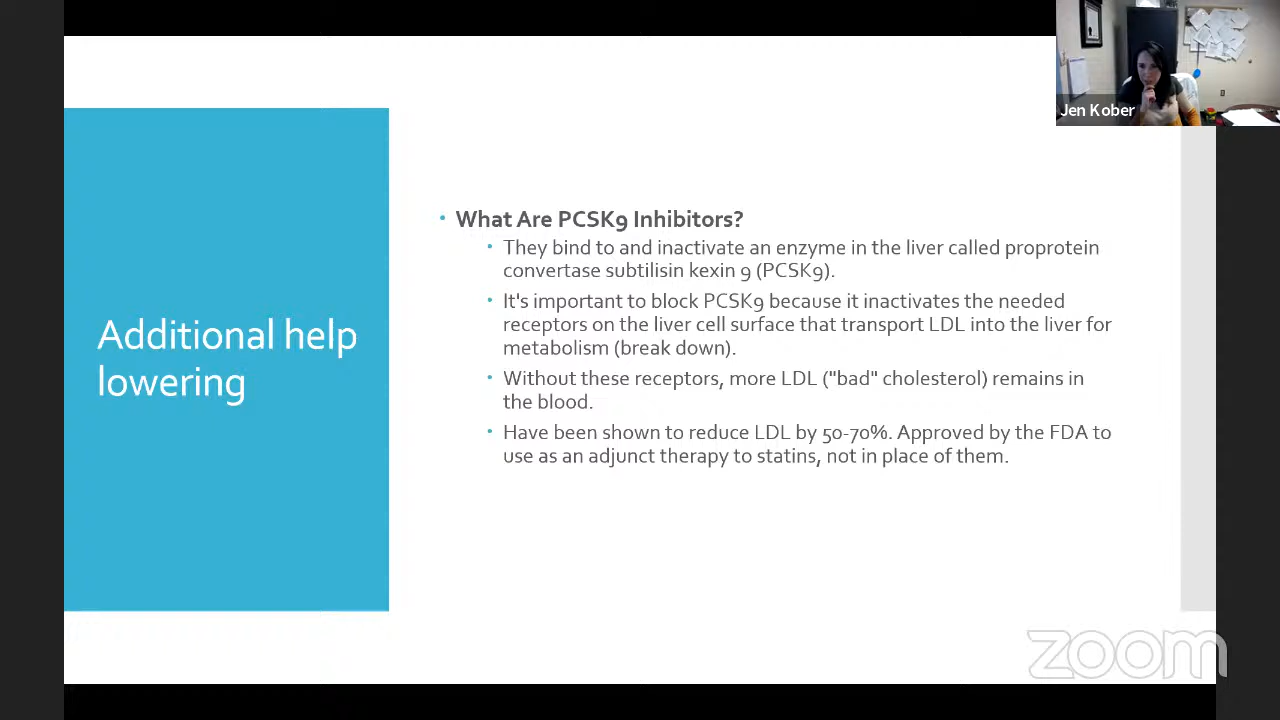 Jen Kober
Additional help
lowering
• What Are PCSK9 Inhibitors?
• They bind to and inactivate an enzyme in the liver called proprotein
convertase subtilisin kexin 9 (PCSK9).
• It's important to block PCSK9 because it inactivates the needed
receptors on the liver cell surface that transport LDL into the liver for
metabolism (break down).
• Without these receptors, more LDL ("bad" cholesterol) remains in
the blood.
• Have been shown to reduce LDL by 50-70%. Approved by the FDA to
use as an adjunct therapy to statins, not in place of them.
zoom